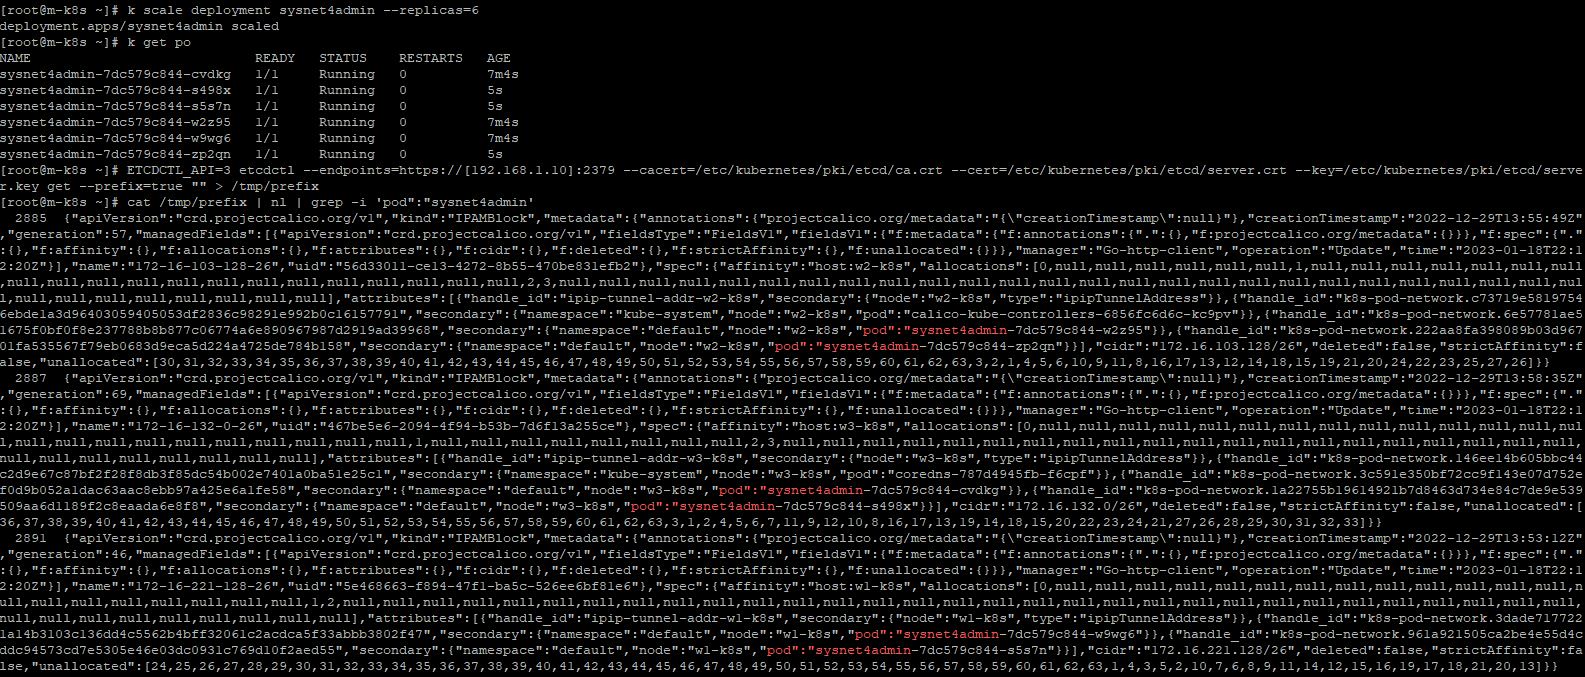 [root@m-k8s ~]# k scale deployment sysnet4admin --replicas=6
deployment.apps/sysnet4admin scaled
[root@m-k8s ~]# k get po
NAME                            READY   STATUS    RESTARTS   AGE
sysnet4admin-7dc579c844-cvdkg   1/1     Running   0          7m4s
sysnet4admin-7dc579c844-s498x   1/1     Running   0          5s
sysnet4admin-7dc579c844-s5s7n   1/1     Running   0          5s
sysnet4admin-7dc579c844-w2z95   1/1     Running   0          7m4s
sysnet4admin-7dc579c844-w9wg6   1/1     Running   0          7m4s
sysnet4admin-7dc579c844-zp2qn   1/1     Running   0          5s
[root@m-k8s ~]# ETCDCTL_API=3 etcdctl --endpoints=https://[192.168.1.10]:2379 --cacert=/etc/kubernetes/pki/etcd/ca.crt --cert=/etc/kubernetes/pki/etcd/server.crt --key=/etc/kubernetes/pki/etcd/serve
r.key get --prefix=true "" > /tmp/prefix
[root@m-k8s ~]# cat /tmp/prefix | nl | grep -i 'pod":"sysnet4admin'
  2885  {"apiVersion":"crd.projectcalico.org/v1","kind":"IPAMBlock","metadata":{"annotations":{"projectcalico.org/metadata":"{\"creationTimestamp\":null}"},"creationTimestamp":"2022-12-29T13:55:49Z"
,"generation":57,"managedFields":[{"apiVersion":"crd.projectcalico.org/v1","fieldsType":"FieldsV1","fieldsV1":{"f:metadata":{"f:annotations":{".":{},"f:projectcalico.org/metadata":{}}},"f:spec":{"."
:{},"f:affinity":{},"f:allocations":{},"f:attributes":{},"f:cidr":{},"f:deleted":{},"f:strictAffinity":{},"f:unallocated":{}}},"manager":"Go-http-client","operation":"Update","time":"2023-01-18T22:1
2:20Z"}],"name":"172-16-103-128-26","uid":"56d33011-ce13-4272-8b55-470be831efb2"},"spec":{"affinity":"host:w2-k8s","allocations":[0,null,null,null,null,null,null,1,null,null,null,null,null,null,null
,null,null,null,null,null,null,null,null,null,null,null,null,null,2,3,null,null,null,null,null,null,null,null,null,null,null,null,null,null,null,null,null,null,null,null,null,null,null,null,null,nul
l,null,null,null,null,null,null,null,null],"attributes":[{"handle_id":"ipip-tunnel-addr-w2-k8s","secondary":{"node":"w2-k8s","type":"ipipTunnelAddress"}},{"handle_id":"k8s-pod-network.c73719e5819754
6ebde1a3d96403059405053df2836c98291e992b0c16157791","secondary":{"namespace":"kube-system","node":"w2-k8s","pod":"calico-kube-controllers-6856fc6d6c-kc9pv"}},{"handle_id":"k8s-pod-network.6e57781ae5
1675f0bf0f8e237788b8b877c06774a6e890967987d2919ad39968","secondary":{"namespace":"default","node":"w2-k8s","pod":"sysnet4admin-7dc579c844-w2z95"}},{"handle_id":"k8s-pod-network.222aa8fa398089b03d967
01fa535567f79eb0683d9eca5d224a4725de784b158","secondary":{"namespace":"default","node":"w2-k8s","pod":"sysnet4admin-7dc579c844-zp2qn"}}],"cidr":"172.16.103.128/26","deleted":false,"strictAffinity":f
alse,"unallocated":[30,31,32,33,34,35,36,37,38,39,40,41,42,43,44,45,46,47,48,49,50,51,52,53,54,55,56,57,58,59,60,61,62,63,3,2,1,4,5,6,10,9,11,8,16,17,13,12,14,18,15,19,21,20,24,22,23,25,27,26]}}
  2887  {"apiVersion":"crd.projectcalico.org/v1","kind":"IPAMBlock","metadata":{"annotations":{"projectcalico.org/metadata":"{\"creationTimestamp\":null}"},"creationTimestamp":"2022-12-29T13:58:35Z"
,"generation":69,"managedFields":[{"apiVersion":"crd.projectcalico.org/v1","fieldsType":"FieldsV1","fieldsV1":{"f:metadata":{"f:annotations":{".":{},"f:projectcalico.org/metadata":{}}},"f:spec":{"."
:{},"f:affinity":{},"f:allocations":{},"f:attributes":{},"f:cidr":{},"f:deleted":{},"f:strictAffinity":{},"f:unallocated":{}}},"manager":"Go-http-client","operation":"Update","time":"2023-01-18T22:1
2:20Z"}],"name":"172-16-132-0-26","uid":"467be5e6-2094-4f94-b53b-7d6f13a255ce"},"spec":{"affinity":"host:w3-k8s","allocations":[0,null,null,null,null,null,null,null,null,null,null,null,null,null,nul
l,null,null,null,null,null,null,null,null,null,1,null,null,null,null,null,null,null,null,2,3,null,null,null,null,null,null,null,null,null,null,null,null,null,null,null,null,null,null,null,null,null,
null,null,null,null,null,null,null,null],"attributes":[{"handle_id":"ipip-tunnel-addr-w3-k8s","secondary":{"node":"w3-k8s","type":"ipipTunnelAddress"}},{"handle_id":"k8s-pod-network.146ee14b605bbc44
c2d9e67c87bf2f28f8db3f85dc54b002e7401a0ba51e25c1","secondary":{"namespace":"kube-system","node":"w3-k8s","pod":"coredns-787d4945fb-f6cpf"}},{"handle_id":"k8s-pod-network.3c591e350bf72cc9f143e07d752e
f0d9b052a1dac63aac8ebb97a425e6a1fe58","secondary":{"namespace":"default","node":"w3-k8s","pod":"sysnet4admin-7dc579c844-cvdkg"}},{"handle_id":"k8s-pod-network.1a22755b19614921b7d8463d734e84c7de9e539
509aa6d1189f2c8eaada6e8f8","secondary":{"namespace":"default","node":"w3-k8s","pod":"sysnet4admin-7dc579c844-s498x"}}],"cidr":"172.16.132.0/26","deleted":false,"strictAffinity":false,"unallocated":[
36,37,38,39,40,41,42,43,44,45,46,47,48,49,50,51,52,53,54,55,56,57,58,59,60,61,62,63,3,1,2,4,5,6,7,11,9,12,10,8,16,17,13,19,14,18,15,20,22,23,24,21,27,26,28,29,30,31,32,33]}}
  2891  {"apiVersion":"crd.projectcalico.org/v1","kind":"IPAMBlock","metadata":{"annotations":{"projectcalico.org/metadata":"{\"creationTimestamp\":null}"},"creationTimestamp":"2022-12-29T13:53:12Z"
,"generation":46,"managedFields":[{"apiVersion":"crd.projectcalico.org/v1","fieldsType":"FieldsV1","fieldsV1":{"f:metadata":{"f:annotations":{".":{},"f:projectcalico.org/metadata":{}}},"f:spec":{"."
:{},"f:affinity":{},"f:allocations":{},"f:attributes":{},"f:cidr":{},"f:deleted":{},"f:strictAffinity":{},"f:unallocated":{}}},"manager":"Go-http-client","operation":"Update","time":"2023-01-18T22:1
2:20Z"}],"name":"172-16-221-128-26","uid":"5e468663-f894-47f1-ba5c-526ee6bf81e6"},"spec":{"affinity":"host:w1-k8s","allocations":[0,null,null,null,null,null,null,null,null,null,null,null,null,null,n
ull,null,null,null,null,null,null,null,1,2,null,null,null,null,null,null,null,null,null,null,null,null,null,null,null,null,null,null,null,null,null,null,null,null,null,null,null,null,null,null,null,
null,null,null,null,null,null,null,null,null],"attributes":[{"handle_id":"ipip-tunnel-addr-w1-k8s","secondary":{"node":"w1-k8s","type":"ipipTunnelAddress"}},{"handle_id":"k8s-pod-network.3dade717722
1a14b3103c136dd4c5562b4bff32061c2acdca5f33abbb3802f47","secondary":{"namespace":"default","node":"w1-k8s","pod":"sysnet4admin-7dc579c844-w9wg6"}},{"handle_id":"k8s-pod-network.961a921505ca2be4e55d4c
ddc94573cd7e5305e46e03dc0931c769d10f2aed55","secondary":{"namespace":"default","node":"w1-k8s","pod":"sysnet4admin-7dc579c844-s5s7n"}}],"cidr":"172.16.221.128/26","deleted":false,"strictAffinity":fa
lse,"unallocated":[24,25,26,27,28,29,30,31,32,33,34,35,36,37,38,39,40,41,42,43,44,45,46,47,48,49,50,51,52,53,54,55,56,57,58,59,60,61,62,63,1,4,3,5,2,10,7,6,8,9,11,14,12,15,16,19,17,18,21,20,13]}}